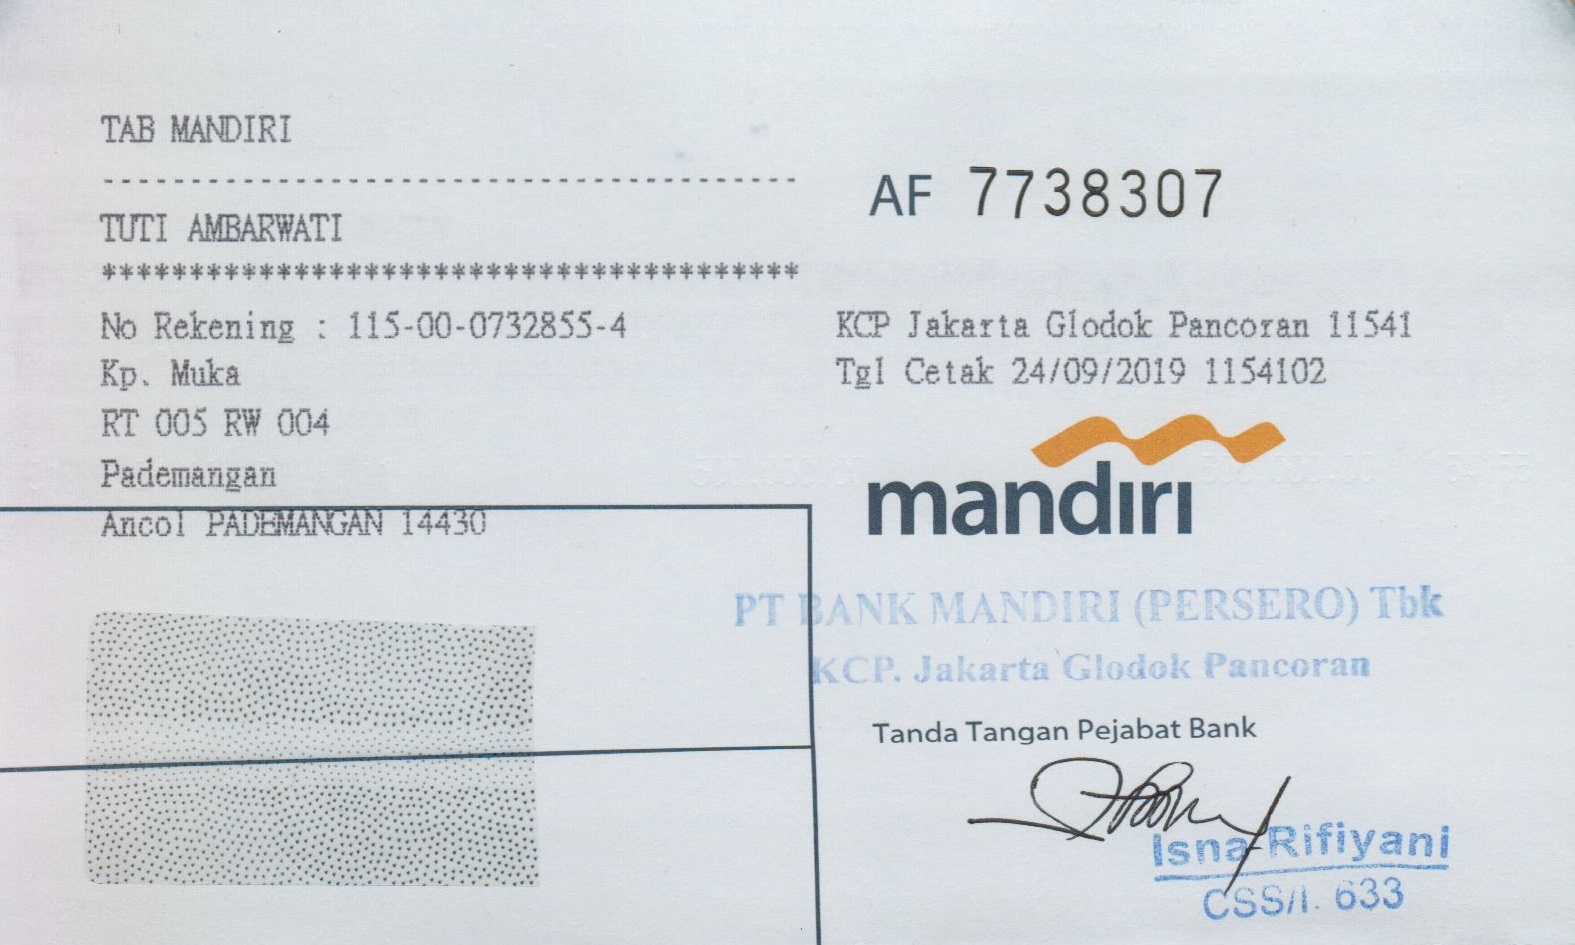 TAB MANDIRI
----------------------------------------
TUTI AMBARWATI
****************************************
No Rekening : 115-00-0732855-4
Kp. Muka
RT 005 RW 004
Pademangan
Ancol PADEMANGAN 14430
AF 7738307
KCP Jakarta Glodok Pancoran 11541
Tgl Cetak 24/09/2019 1154102
mandiri
PT BANK MANDIRI (PERSERO) Tbk
KCP. Jakarta Glodok Pancoran
Tanda Tangan Pejabat Bank
Isna Rifiyani
CSS/I. 633